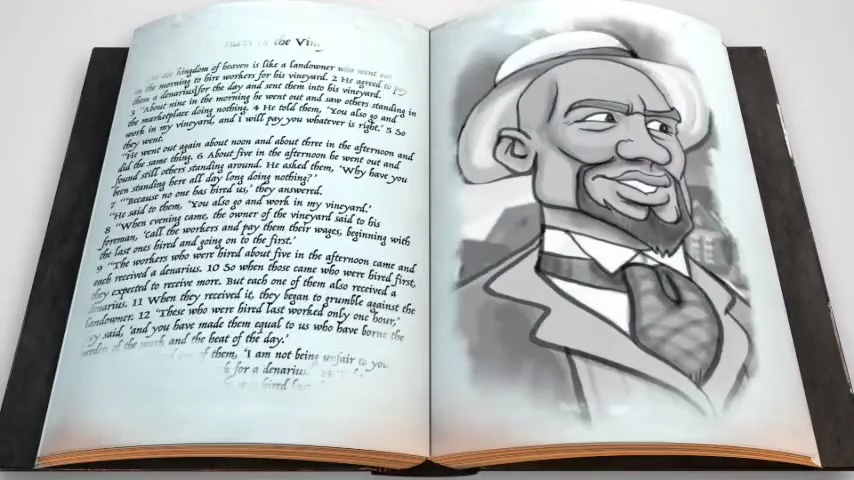 in the Vin
the kingdom of heaven is like a landowner who went out
in the morning to hire workers for his vineyard. 2 He agreed to pay
them a denarius for the day and sent them into his vineyard.
3 "About nine in the morning he went out and saw others standing in
the marketplace doing nothing. 4 He told them, 'You also go and
work in my vineyard, and I will pay you whatever is right.' 5 So
they went.
"He went out again about noon and about three in the afternoon and
did the same thing. 6 About five in the afternoon he went out and
found still others standing around. He asked them, 'Why have you
been standing here all day long doing nothing?'
7 "'Because no one has hired us,' they answered.
"He said to them, 'You also go and work in my vineyard.'
8 "When evening came, the owner of the vineyard said to his
foreman, 'Call the workers and pay them their wages, beginning with
the last ones hired and going on to the first.'
9 "The workers who were hired about five in the afternoon came and
each received a denarius. 10 So when those came who were hired first,
they expected to receive more. But each one of them also received a
denarius. 11 When they received it, they began to grumble against the
landowner. 12 'These who were hired last worked only one hour,'
they said, 'and you have made them equal to us who have borne the
burden of the work and the heat of the day.'
of them, 'I am not being unfair to you
for a denarius
hired last